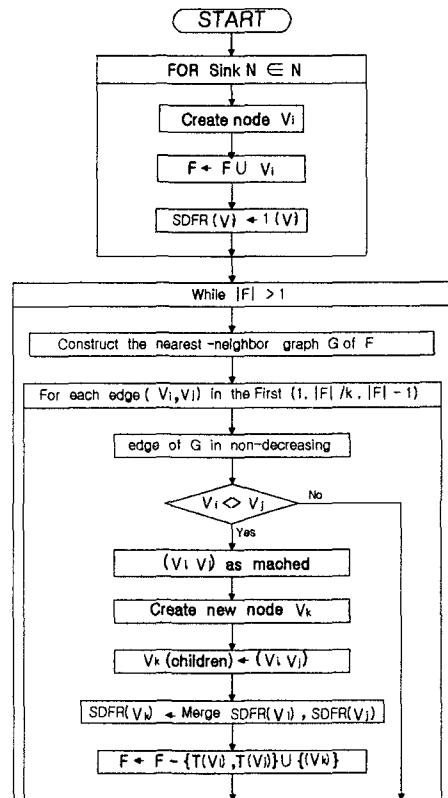 START
FOR Sink N ∈ N
Create node Vi
F ← F ∪ Vi
SDFR (V) ← 1 (V)
While |F| > 1
Construct the nearest-neighbor graph G of F
For each edge ( Vi,Vj) in the First (1. |F| /k . |F| - 1)
edge of G in non-decreasing
Vi <> Vj
No
Yes
(Vi Vj) as mached
Create new node Vk
Vk (children) ← (Vi Vj)
SDFR(Vk) ← Merge SDFR(Vi) , SDFR(Vj)
F ← F - {T(Vi) ,T(Vj)} ∪ {(Vk)}